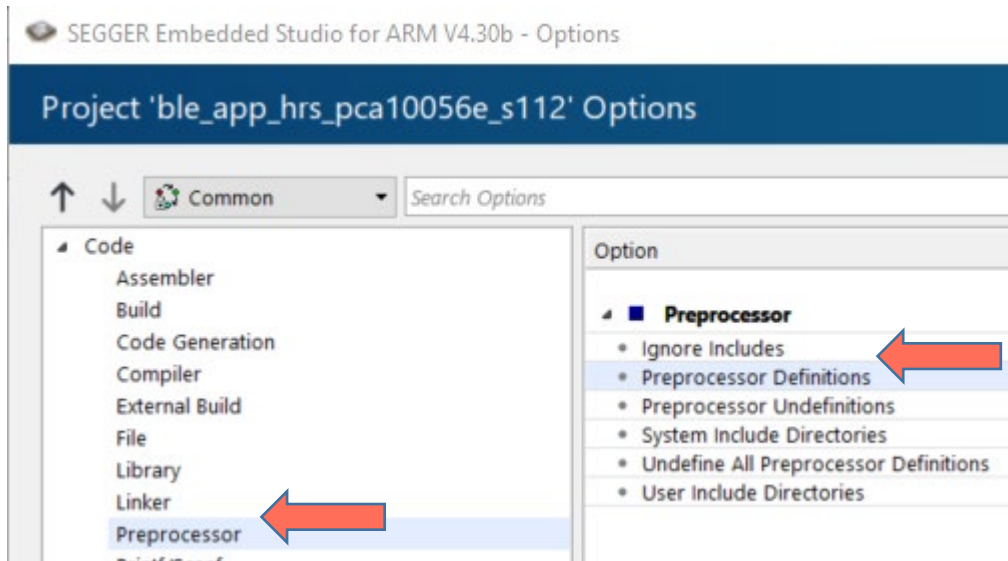 SEGGER Embedded Studio for ARM V4.30b - Options
Project 'ble_app_hrs_pca10056e_s112' Options
Common
Search Options
Code
Assembler
Build
Code Generation
Compiler
External Build
File
Library
Linker
Preprocessor
Option
Preprocessor
Ignore Includes
Preprocessor Definitions
Preprocessor Undefinitions
System Include Directories
Undefine All Preprocessor Definitions
User Include Directories